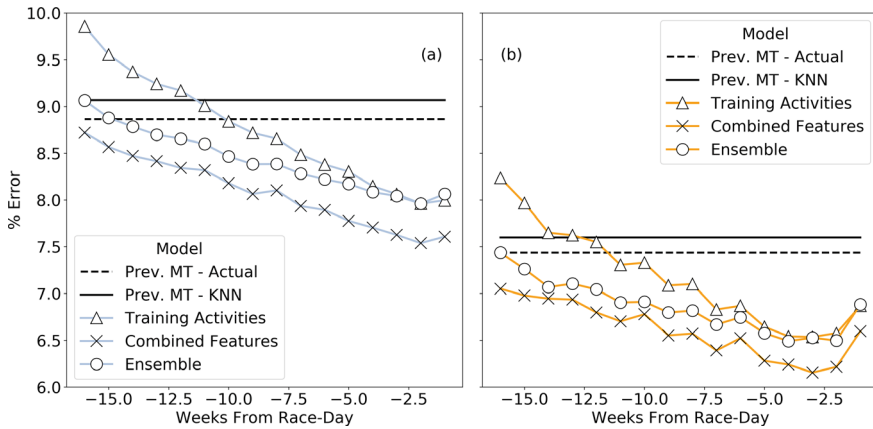 10.0
9.5
9.0
8.5
8.0
7.5
7.0
6.5
6.0
% Error
(a)
Model
Prev. MT - Actual
Prev. MT - KNN
Training Activities
Combined Features
Ensemble
−15.0 −12.5 −10.0 −7.5 −5.0 −2.5
Weeks From Race-Day
(b)
Model
Prev. MT - Actual
Prev. MT - KNN
Training Activities
Combined Features
Ensemble
−15.0 −12.5 −10.0 −7.5 −5.0 −2.5
Weeks From Race-Day